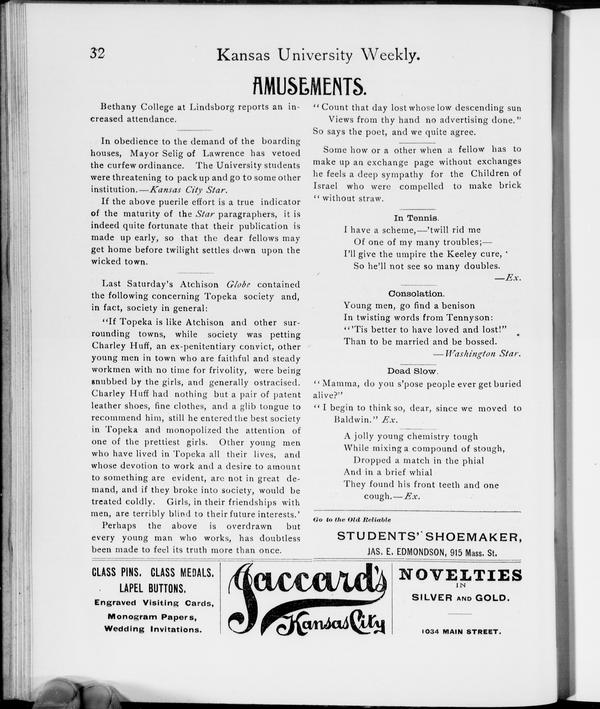 32
Kansas University Weekly.
AMUSEMENTS.
Bethany College at Lindsborg reports an in-
creased attendance.
In obedience to the demand of the boarding
houses, Mayor Selig of Lawrence has vetoed
the curfew ordinance. The University students
were threatening to pack up and go to some other
institution.—Kansas City Star.
If the above puerile effort is a true indicator
of the maturity of the Star paragraphers, it is
indeed quite fortunate that their publication is
made up early, so that the dear fellows may
get home before twilight settles down upon the
wicked town.
Last Saturday's Atchison Globe contained
the following concerning Topeka society and,
in fact, society in general:
"If Topeka is like Atchison and other sur-
rounding towns, while society was petting
Charley Huff, an ex-penitentiary convict, other
young men in town who are faithful and steady
workmen with no time for frivolity, were being
snubbed by the girls, and generally ostracised.
Charley Huff had nothing but a pair of patent
leather shoes, fine clothes, and a glib tongue to
recommend him, still he entered the best society
in Topeka and monopolized the attention of
one of the prettiest girls. Other young men
who have lived in Topeka all their lives, and
whose devotion to work and a desire to amount
to something are evident, are not in great de-
mand, and if they broke into society, would be
treated coldly. Girls, in their friendships with
men, are terribly blind to their future interests.'
Perhaps the above is overdrawn but
every young man who works, has doubtless
been made to feel its truth more than once.
"Count that day lost whose low descending sun
Views from thy hand no advertising done."
So says the poet, and we quite agree.
Some how or a other when a fellow has to
make up an exchange page without exchanges
he feels a deep sympathy for the Children of
Israel who were compelled to make brick
"without straw.
In Tennis.
I have a scheme,—'twill rid me
Of one of my many troubles;—
I'll give the umpire the Keeley cure,
So he'll not see so many doubles.
—Ex.
Consolation.
Young men, go find a benison
In twisting words from Tennyson:
"'Tis better to have loved and lost!"
Than to be married and be bossed.
—Washington Star.
Dead Slow.
"Mamma, do you s'pose people ever get buried
alive?"
"I begin to think so, dear, since we moved to
Baldwin." Ex.
A jolly young chemistry tough
While mixing a compound of stough,
Dropped a match in the phial
And in a brief whial
They found his front teeth and one
cough.—Ex.
Go to the Old Reliable
STUDENTS' SHOEMAKER,
JAS. E. EDMONDSON, 915 Mass. St.
CLASS PINS. CLASS MEDALS.
LAPEL BUTTONS.
Engraved Visiting Cards,
Monogram Papers,
Wedding Invitations.
Jaccard's
Kansas City
NOVELTIES
IN
SILVER AND GOLD.
1034 MAIN STREET.